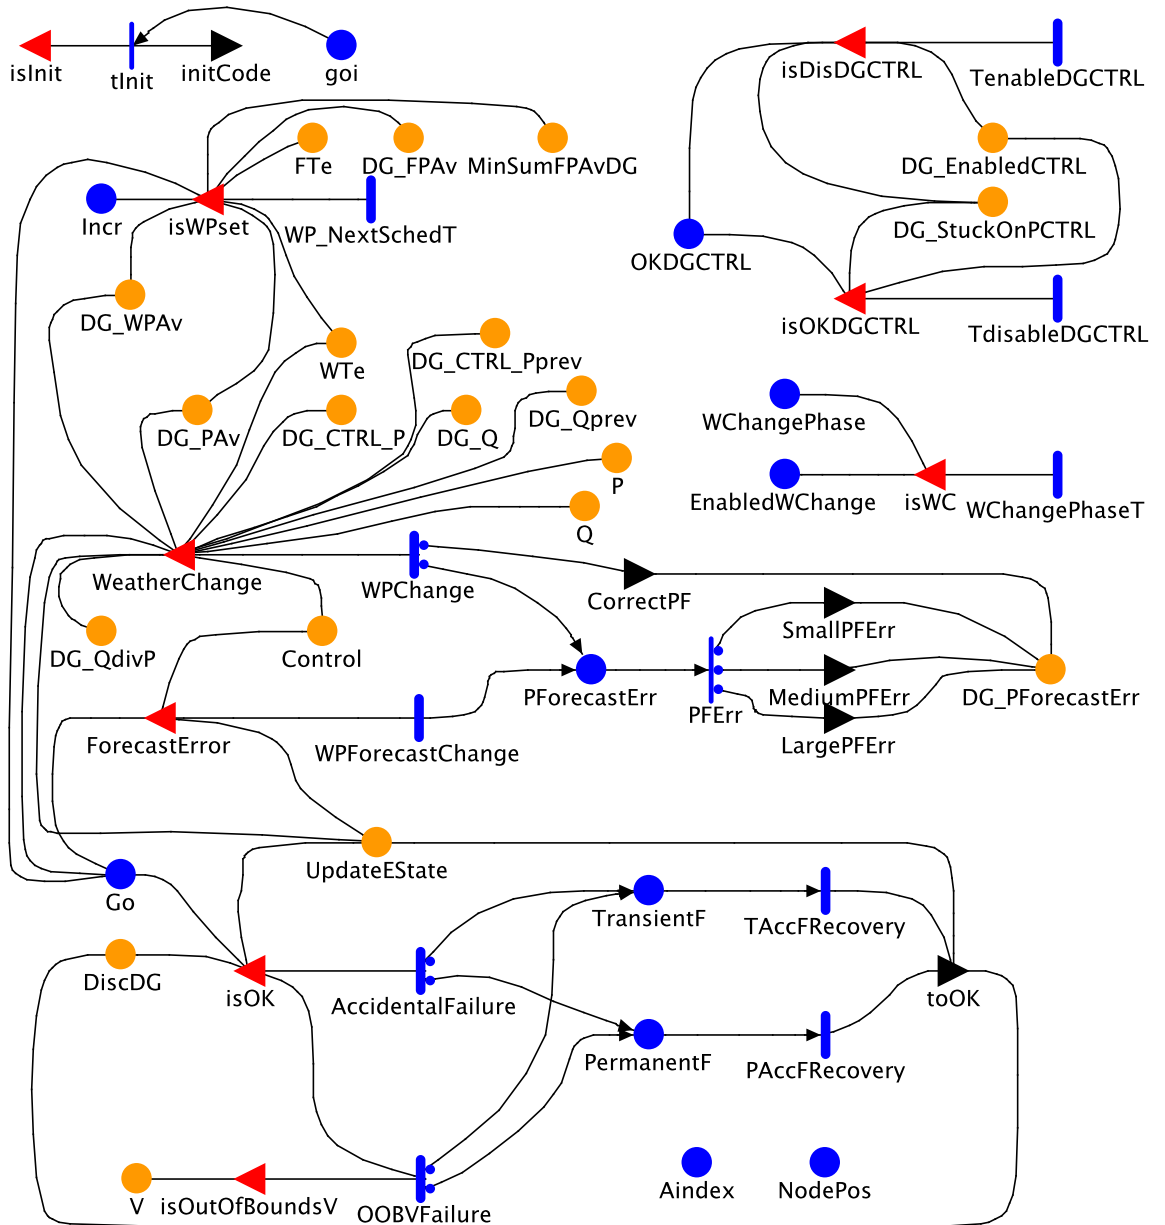 isInit
tInit
initCode
goi
isDisDGCTRL
TenableDGCTRL
FTe
DG_FPAv
MinSumFPAvDG
DG_EnabledCTRL
Incr
isWPset
WP_NextSchedT
DG_StuckOnPCTRL
OKDGCTRL
DG_WPAv
isOKDGCTRL
TdisableDGCTRL
WTe
DG_CTRL_Pprev
DG_PAv
DG_CTRL_P
DG_Q
DG_Qprev
WChangePhase
P
EnabledWChange
isWC
WChangePhaseT
Q
WeatherChange
WPChange
CorrectPF
SmallPFErr
DG_QdivP
Control
PForecastErr
PFErr
MediumPFErr
DG_PForecastErr
ForecastError
WPForecastChange
LargePFErr
UpdateEState
Go
TransientF
TAccFRecovery
DiscDG
isOK
AccidentalFailure
toOK
PermanentF
PAccFRecovery
V
isOutOfBoundsV
OOBVFailure
Aindex
NodePos